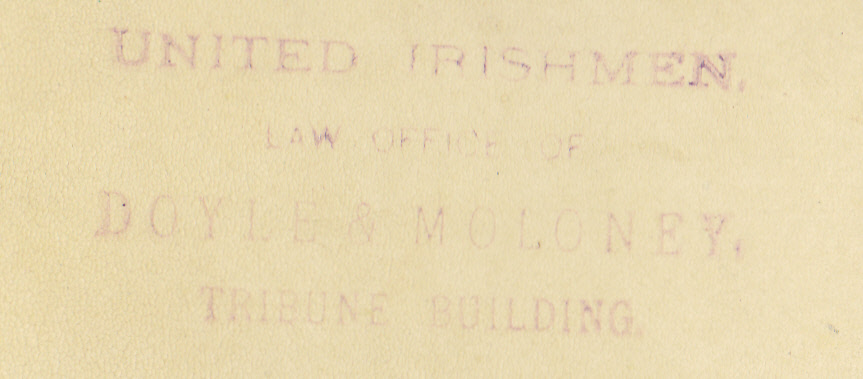 UNITED IRISHMEN.
LAW OFFICE OF
DOYLE & MOLONEY,
TRIBUNE BUILDING.